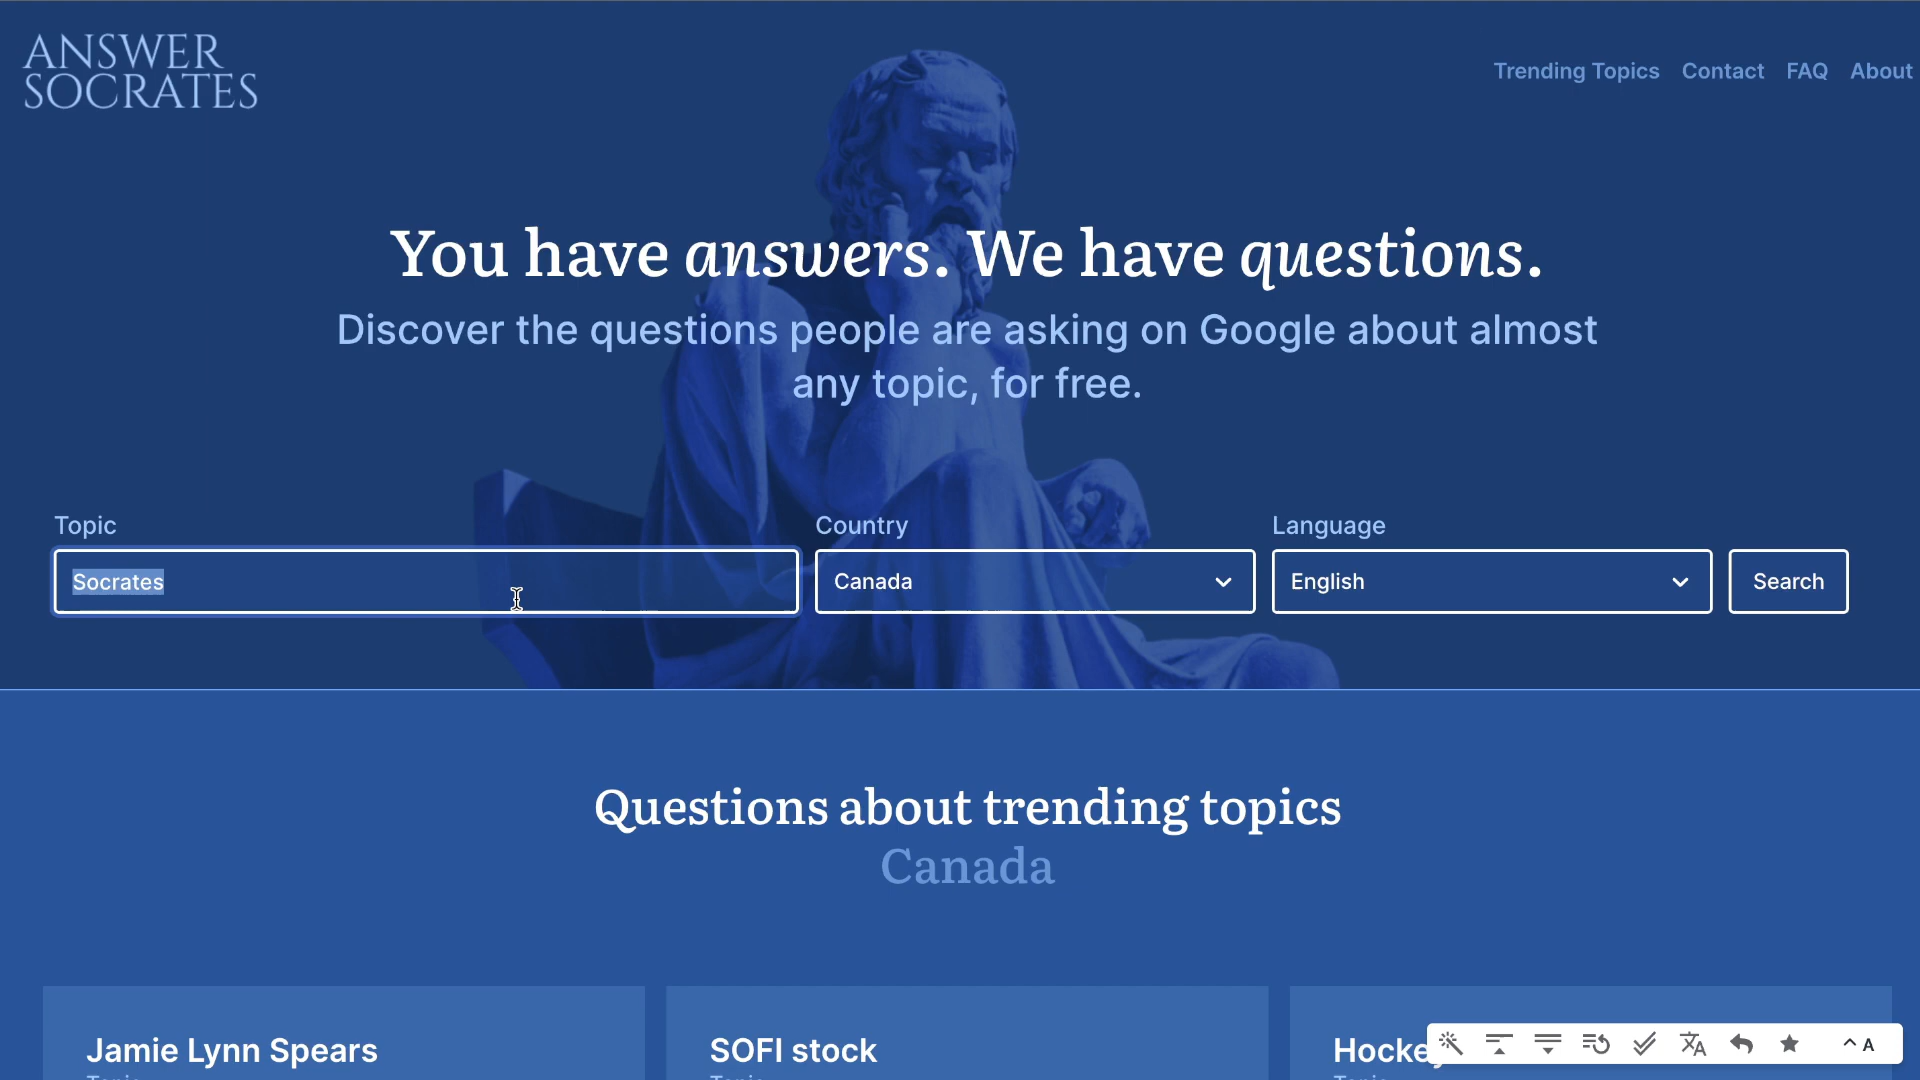 ANSWER
SOCRATES
Trending Topics Contact FAQ About
You have answers. We have questions.
Discover the questions people are asking on Google about almost
any topic, for free.
Topic Country Language
Socrates Canada English Search
Questions about trending topics
Canada
Jamie Lynn Spears SOFI stock
A